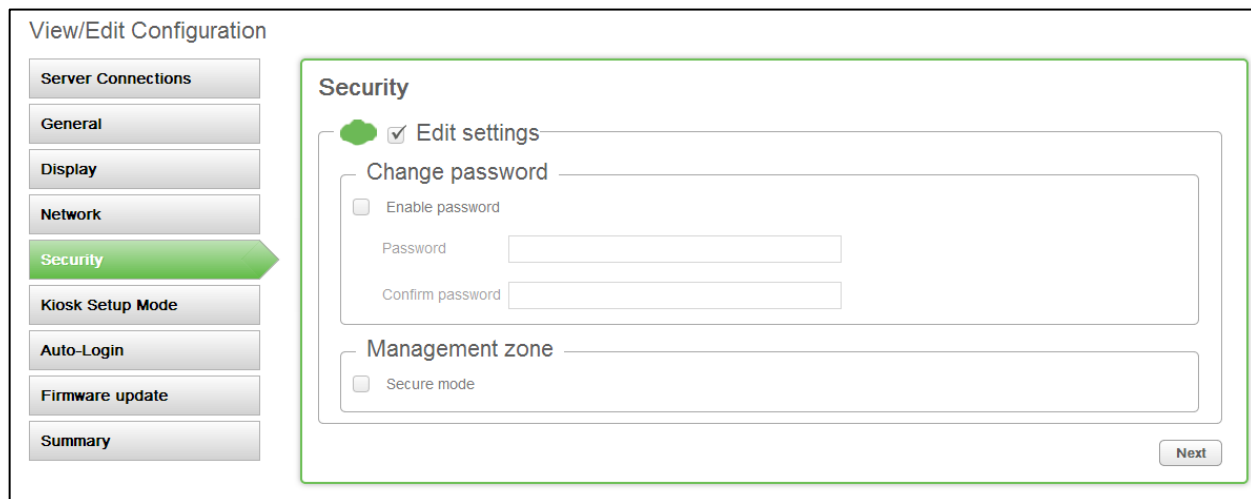 View/Edit Configuration
Server Connections
General
Display
Network
Security
Kiosk Setup Mode
Auto-Login
Firmware update
Summary
Security
Edit settings
Change password
Enable password
Password
Confirm password
Management zone
Secure mode
Next